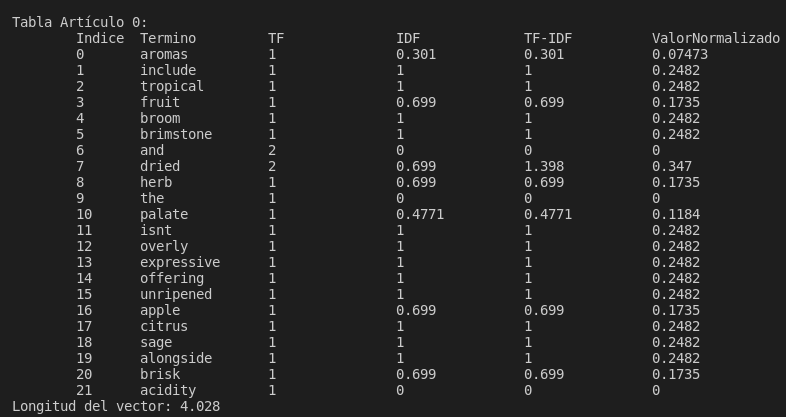 Tabla Artículo 0:
Indice Termino TF IDF TF-IDF ValorNormalizado
0 aromas 1 0.301 0.301 0.07473
1 include 1 1 1 0.2482
2 tropical 1 1 1 0.2482
3 fruit 1 0.699 0.699 0.1735
4 broom 1 1 1 0.2482
5 brimstone 1 1 1 0.2482
6 and 2 0 0 0
7 dried 2 0.699 1.398 0.347
8 herb 1 0.699 0.699 0.1735
9 the 1 0 0 0
10 palate 1 0.4771 0.4771 0.1184
11 isnt 1 1 1 0.2482
12 overly 1 1 1 0.2482
13 expressive 1 1 1 0.2482
14 offering 1 1 1 0.2482
15 unripened 1 1 1 0.2482
16 apple 1 0.699 0.699 0.1735
17 citrus 1 1 1 0.2482
18 sage 1 1 1 0.2482
19 alongside 1 1 1 0.2482
20 brisk 1 0.699 0.699 0.1735
21 acidity 1 0 0 0
Longitud del vector: 4.028